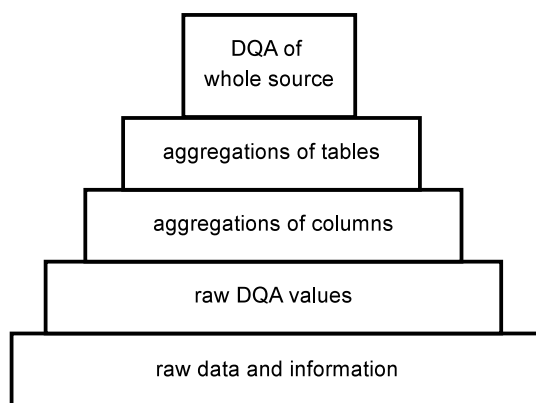 DQA of
whole source
aggregations of tables
aggregations of columns
raw DQA values
raw data and information